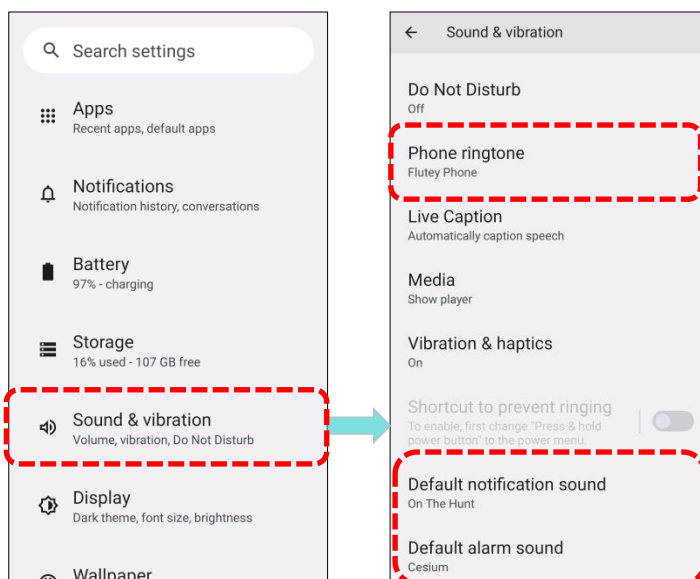 Search settings
Apps
Recent apps, default apps
Notifications
Notification history, conversations
Battery
97% - charging
Storage
16% used - 107 GB free
Sound & vibration
Volume, vibration, Do Not Disturb
Display
Dark theme, font size, brightness
Wallpaper
Sound & vibration
Do Not Disturb
Off
Phone ringtone
Flutey Phone
Live Caption
Automatically caption speech
Media
Show player
Vibration & haptics
On
Shortcut to prevent ringing
To enable, first change "Press & hold
power button" to the power menu.
Default notification sound
On The Hunt
Default alarm sound
Cesium